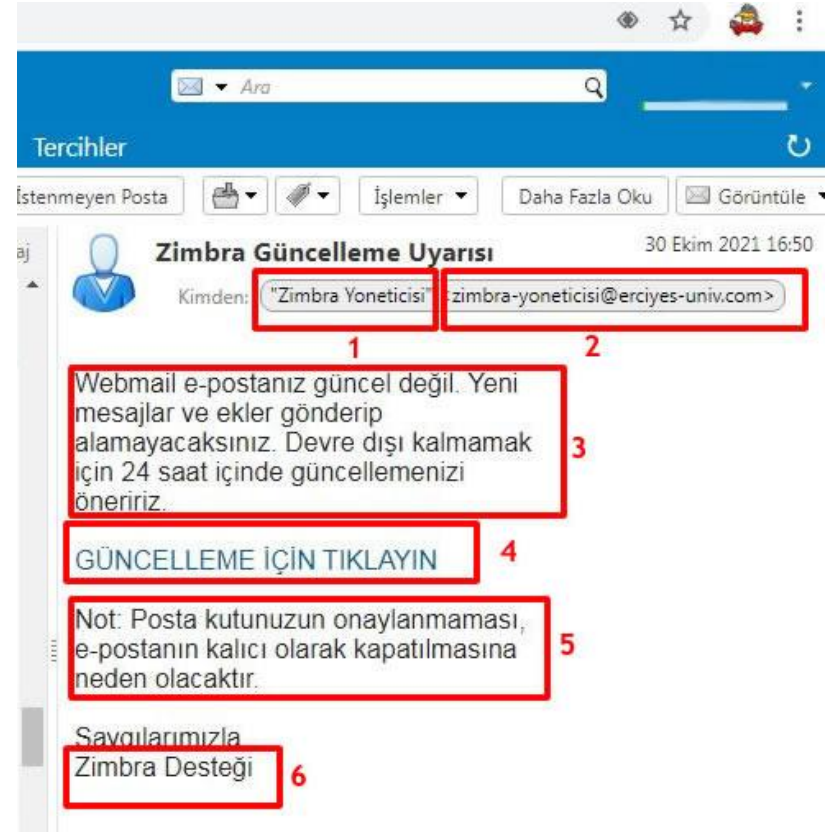 Ara
Tercihler
İstenmeyen Posta İşlemler Daha Fazla Oku Görüntüle
aj Zimbra Güncelleme Uyarısı 30 Ekim 2021 16:50
Kimden: "Zimbra Yoneticisi" <zimbra-yoneticisi@erciyes-univ.com>
1 2
Webmail e-postanız güncel değil. Yeni
mesajlar ve ekler gönderip
alamayacaksınız. Devre dışı kalmamak 3
için 24 saat içinde güncellemenizi
öneririz.
GÜNCELLEME İÇİN TIKLAYIN 4
Not: Posta kutunuzun onaylanmaması,
e-postanın kalıcı olarak kapatılmasına 5
neden olacaktır.
Saygılarımızla
Zimbra Desteği 6